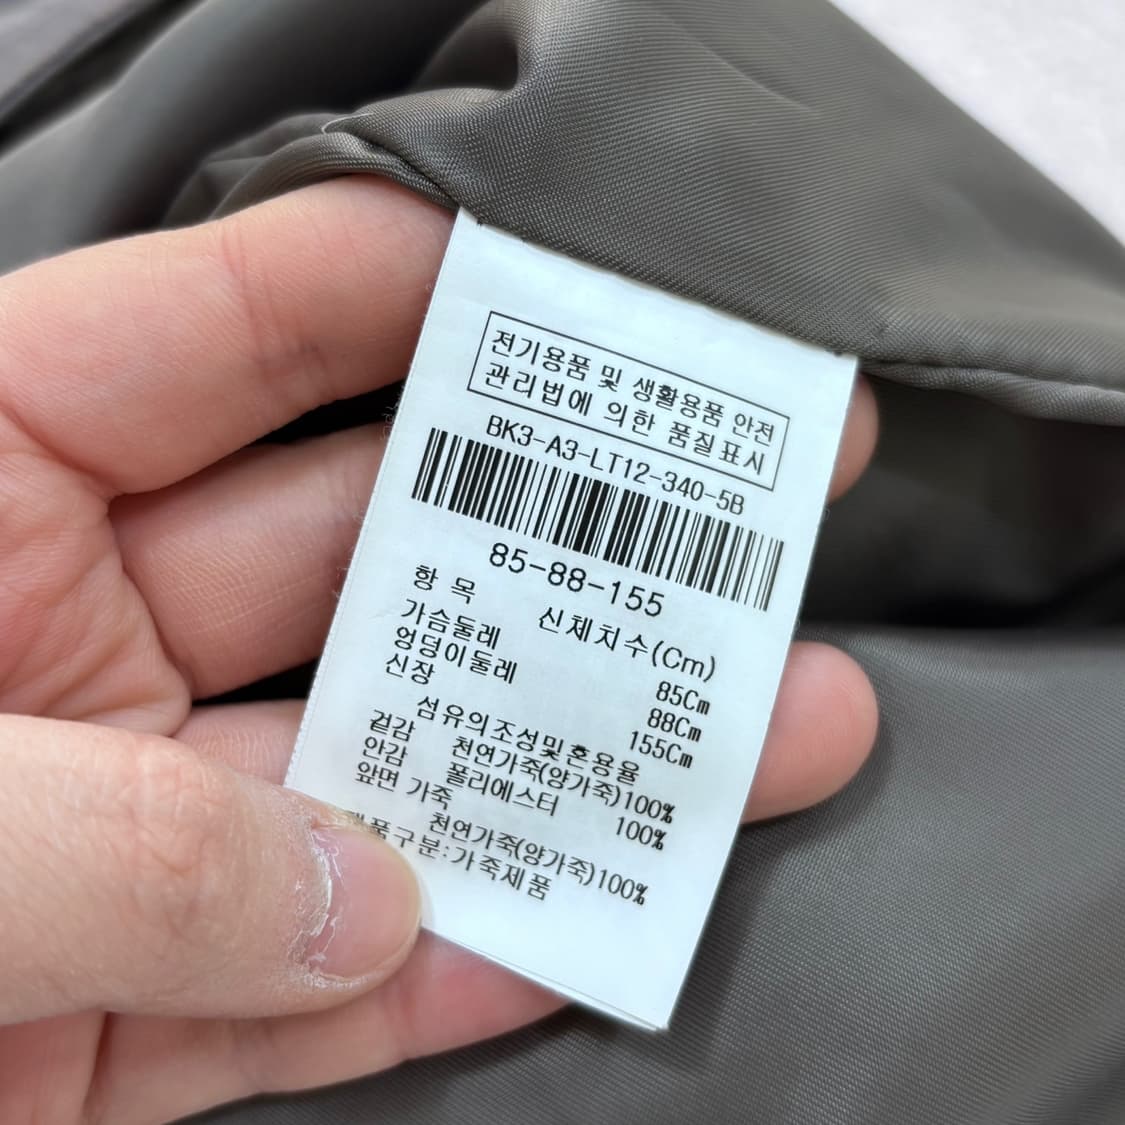 전기용품 및 생활용품 안전
관리법에 의한 품질표시
BK3-A3-LT12-340-5B
85-88-155
항 목 신체치수(Cm)
가슴둘레 85Cm
엉덩이둘레 88Cm
신장 155Cm
섬유의조성및혼용율
겉감 천연가죽(양가죽)100%
안감 폴리에스터 100%
앞면 가죽
천연가죽(양가죽)100%
제품구분:가죽제품